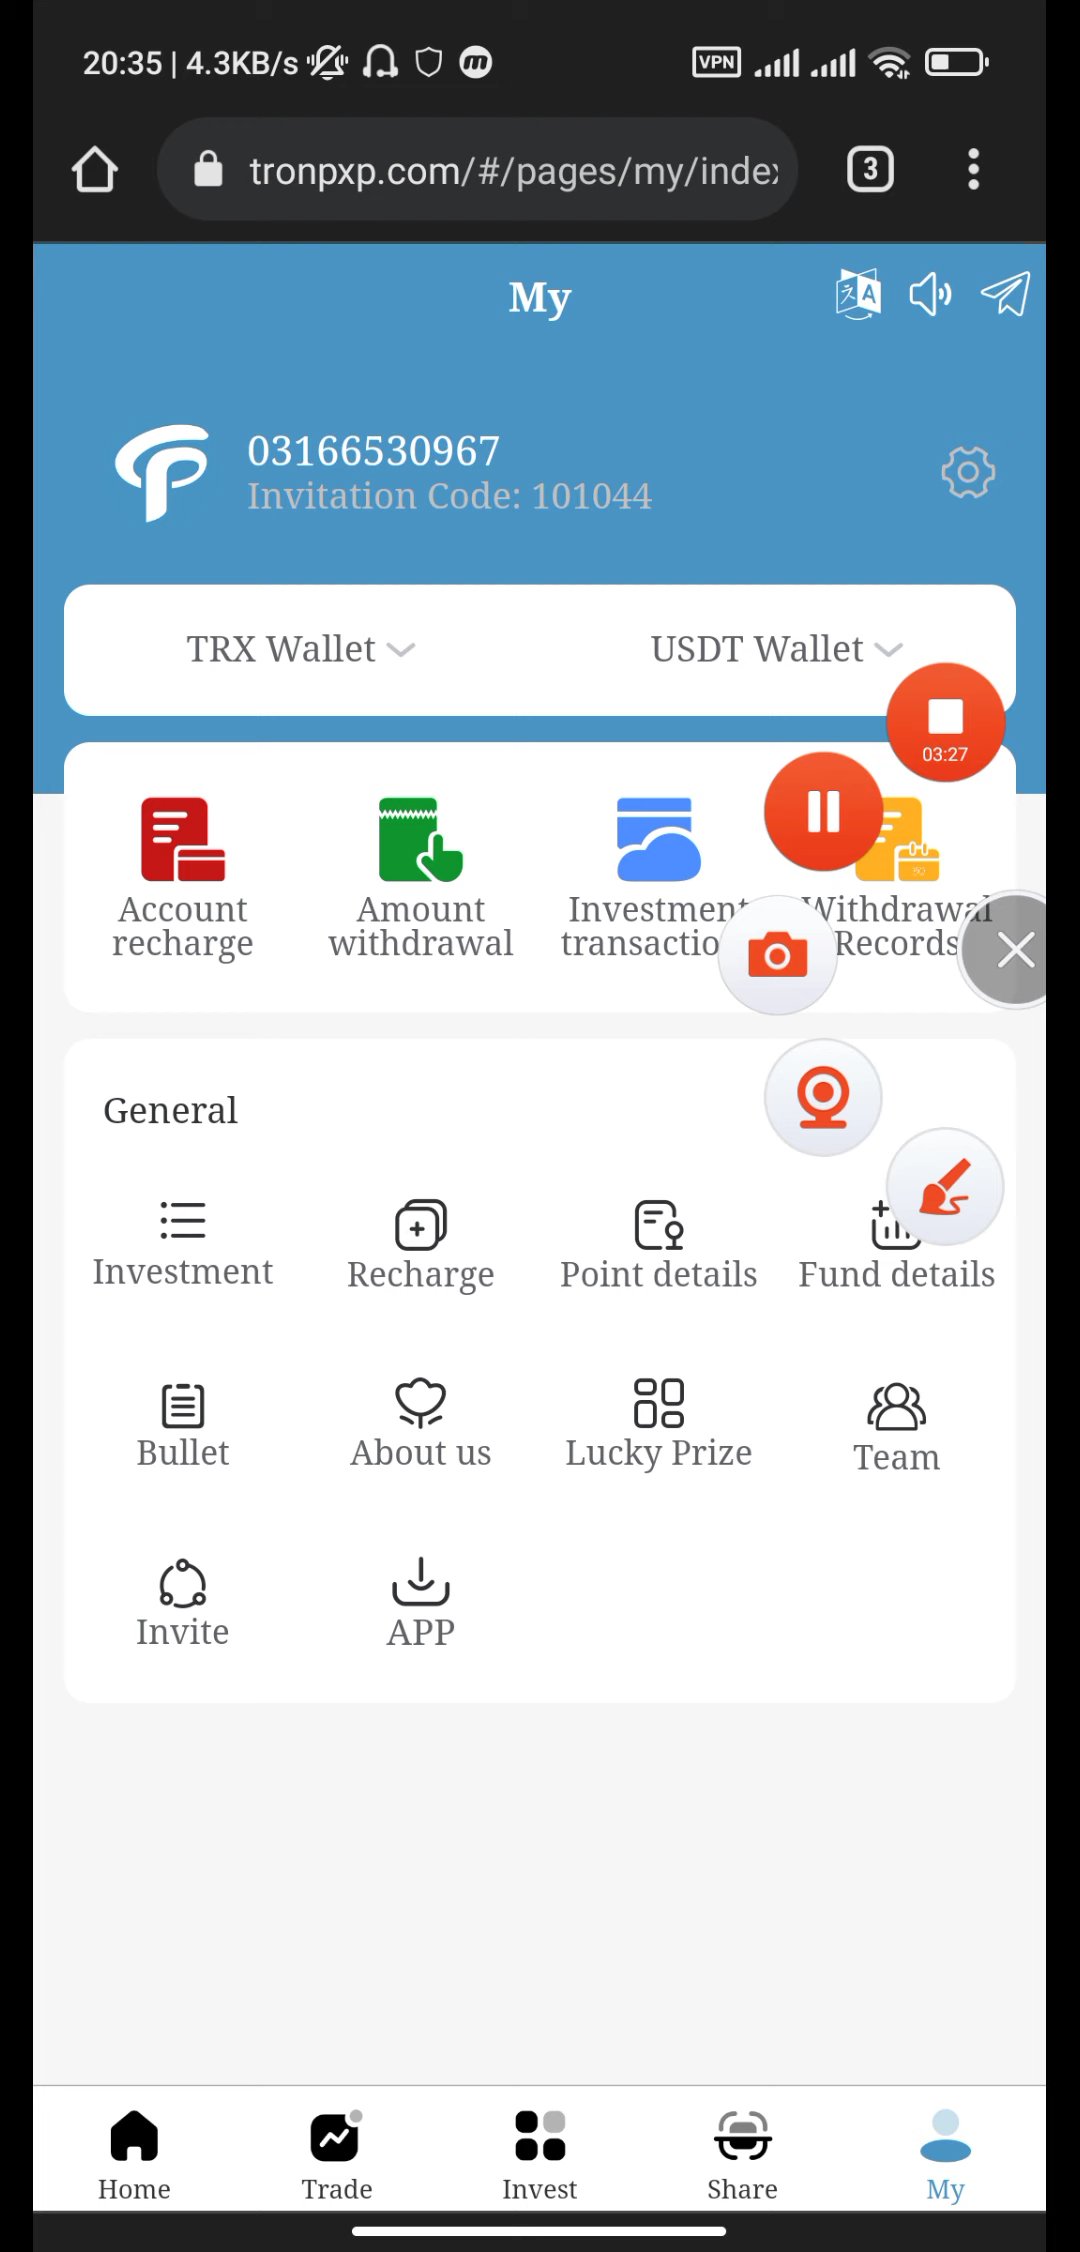 20:35 | 4.3KB/s
VPN
tronpxp.com/#/pages/my/index
3
My
03166530967
Invitation Code: 101044
TRX Wallet
USDT Wallet
03:27
Account recharge
Amount withdrawal
Investment transactio
Withdrawal Records
General
Investment
Recharge
Point details
Fund details
Bullet
About us
Lucky Prize
Team
Invite
APP
Home
Trade
Invest
Share
My